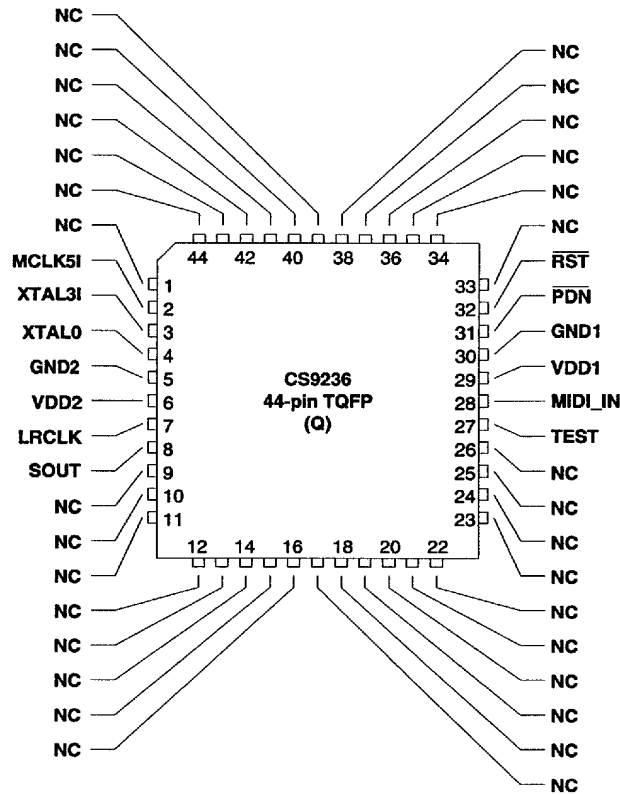 NC
NC NC
NC NC
NC NC
NC NC
NC NC
NC NC
44 42 40 38 36 34
MCLK5I 1 33 RST
XTAL3I 2 32 PDN
XTAL0 3 31 GND1
GND2 4 30 VDD1
VDD2 5 29 MIDI_IN
LRCLK 6 28 TEST
SOUT 7 27 NC
NC 8 26 NC
NC 9 25 NC
NC 10 24 NC
11 23
CS9236
44-pin TQFP
(Q)
12 14 16 18 20 22
NC NC
NC NC
NC NC
NC NC
NC NC
NC